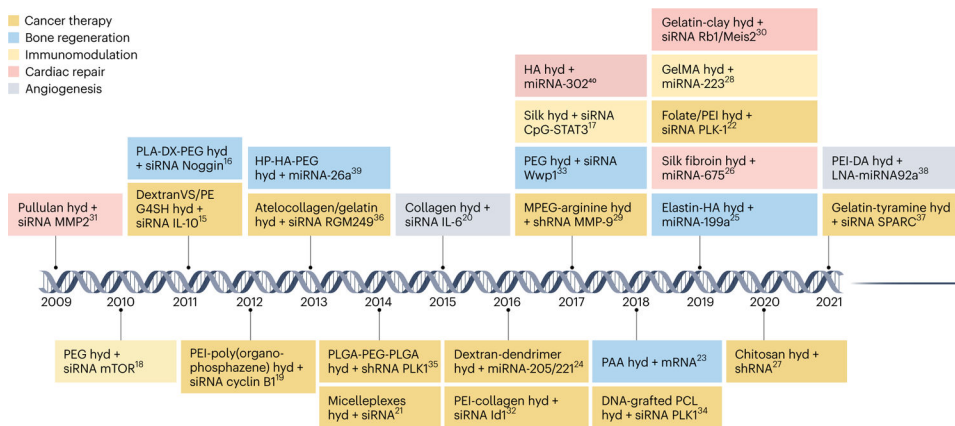 Cancer therapy
Bone regeneration
Immunomodulation
Cardiac repair
Angiogenesis
Gelatin-clay hyd +
siRNA Rb1/Meis2³⁰
HA hyd +
miRNA-302⁴⁰
GelMA hyd +
miRNA-223²⁸
Silk hyd + siRNA
CpG-STAT3¹⁷
Folate/PEI hyd +
siRNA PLK-1²²
PLA-DX-PEG hyd
+ siRNA Noggin¹⁶
HP-HA-PEG
hyd + miRNA-26a³⁹
PEG hyd + siRNA
Wwp1³³
Silk fibroin hyd +
miRNA-675²⁶
PEI-DA hyd +
LNA-miRNA92a³⁸
Pullulan hyd +
siRNA MMP2³¹
DextranVS/PE
G4SH hyd +
siRNA IL-10¹⁵
Atelocollagen/gelatin
hyd + siRNA RGM249³⁶
Collagen hyd +
siRNA IL-6²⁰
MPEG-arginine hyd
+ shRNA MMP-9²⁹
Elastin-HA hyd +
miRNA-199a²⁵
Gelatin-tyramine hyd
+ siRNA SPARC³⁷
2009 2010 2011 2012 2013 2014 2015 2016 2017 2018 2019 2020 2021
PEG hyd +
siRNA mTOR¹⁸
PEI-poly(organo-
phosphazene) hyd +
siRNA cyclin B1¹⁹
PLGA-PEG-PLGA
hyd + shRNA PLK1³⁵
Dextran-dendrimer
hyd + miRNA-205/221²⁴
PAA hyd + mRNA²³
Chitosan hyd +
shRNA²⁷
Micelleplexes
hyd + siRNA²¹
PEI-collagen hyd +
siRNA Id1³²
DNA-grafted PCL
hyd + siRNA PLK1³⁴